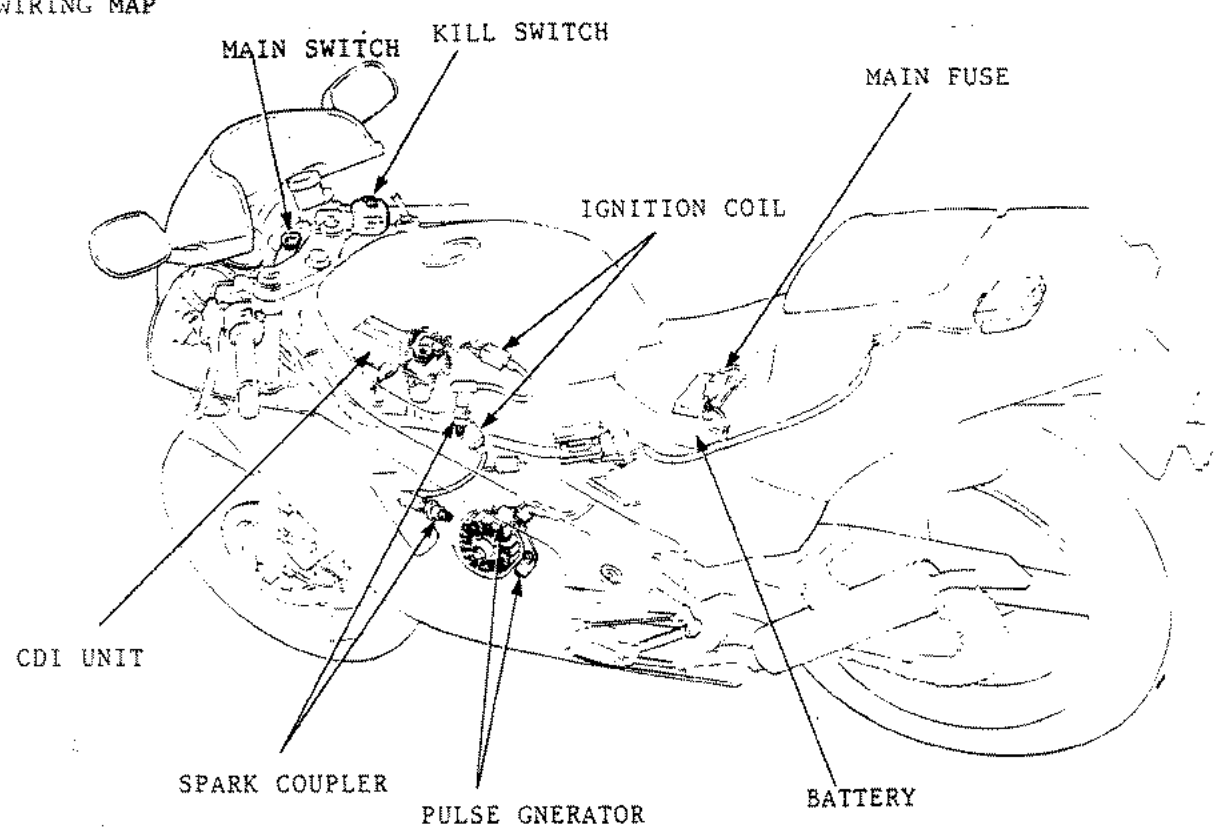 WIRING MAP
KILL SWITCH
MAIN SWITCH
MAIN FUSE
IGNITION COIL
CDI UNIT
SPARK COUPLER
PULSE GNERATOR
BATTERY